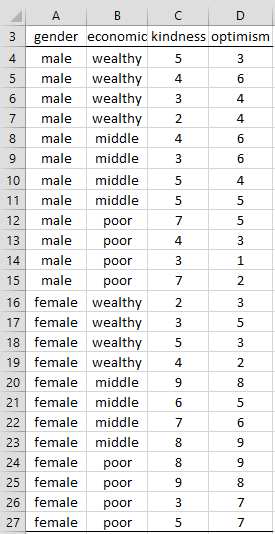 A B C D
3 gender economic kindness optimism
4 male wealthy 5 3
5 male wealthy 4 6
6 male wealthy 3 4
7 male wealthy 2 4
8 male middle 4 6
9 male middle 3 6
10 male middle 5 4
11 male middle 5 5
12 male poor 7 5
13 male poor 4 3
14 male poor 3 1
15 male poor 7 2
16 female wealthy 2 3
17 female wealthy 3 5
18 female wealthy 5 3
19 female wealthy 4 2
20 female middle 9 8
21 female middle 6 5
22 female middle 7 6
23 female middle 8 9
24 female poor 8 9
25 female poor 9 8
26 female poor 3 7
27 female poor 5 7